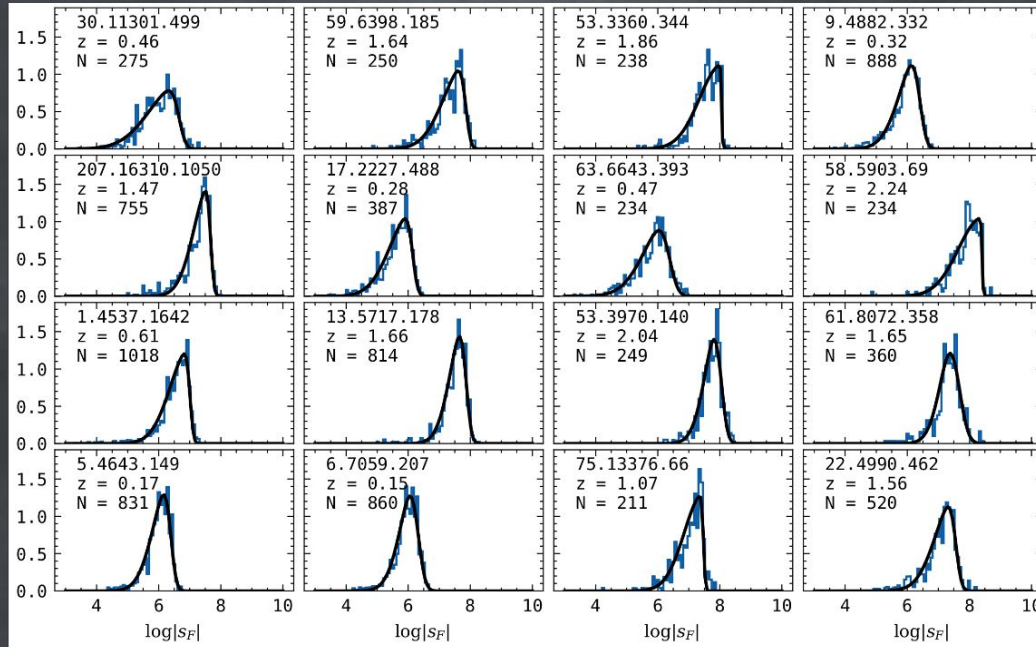 30.11301.499
z = 0.46
N = 275
59.6398.185
z = 1.64
N = 250
53.3360.344
z = 1.86
N = 238
9.4882.332
z = 0.32
N = 888
1.5
1.0
0.5
0.0
207.16310.1050
z = 1.47
N = 755
17.2227.488
z = 0.28
N = 387
63.6643.393
z = 0.47
N = 234
58.5903.69
z = 2.24
N = 234
1.5
1.0
0.5
0.0
1.4537.1642
z = 0.61
N = 1018
13.5717.178
z = 1.66
N = 814
53.3970.140
z = 2.04
N = 249
61.8072.358
z = 1.65
N = 360
1.5
1.0
0.5
0.0
5.4643.149
z = 0.17
N = 831
6.7059.207
z = 0.15
N = 860
75.13376.66
z = 1.07
N = 211
22.4990.462
z = 1.56
N = 520
1.5
1.0
0.5
0.0
4 6 8 10
4 6 8 10
4 6 8 10
4 6 8
log|s_F|
log|s_F|
log|s_F|
log|s_F|